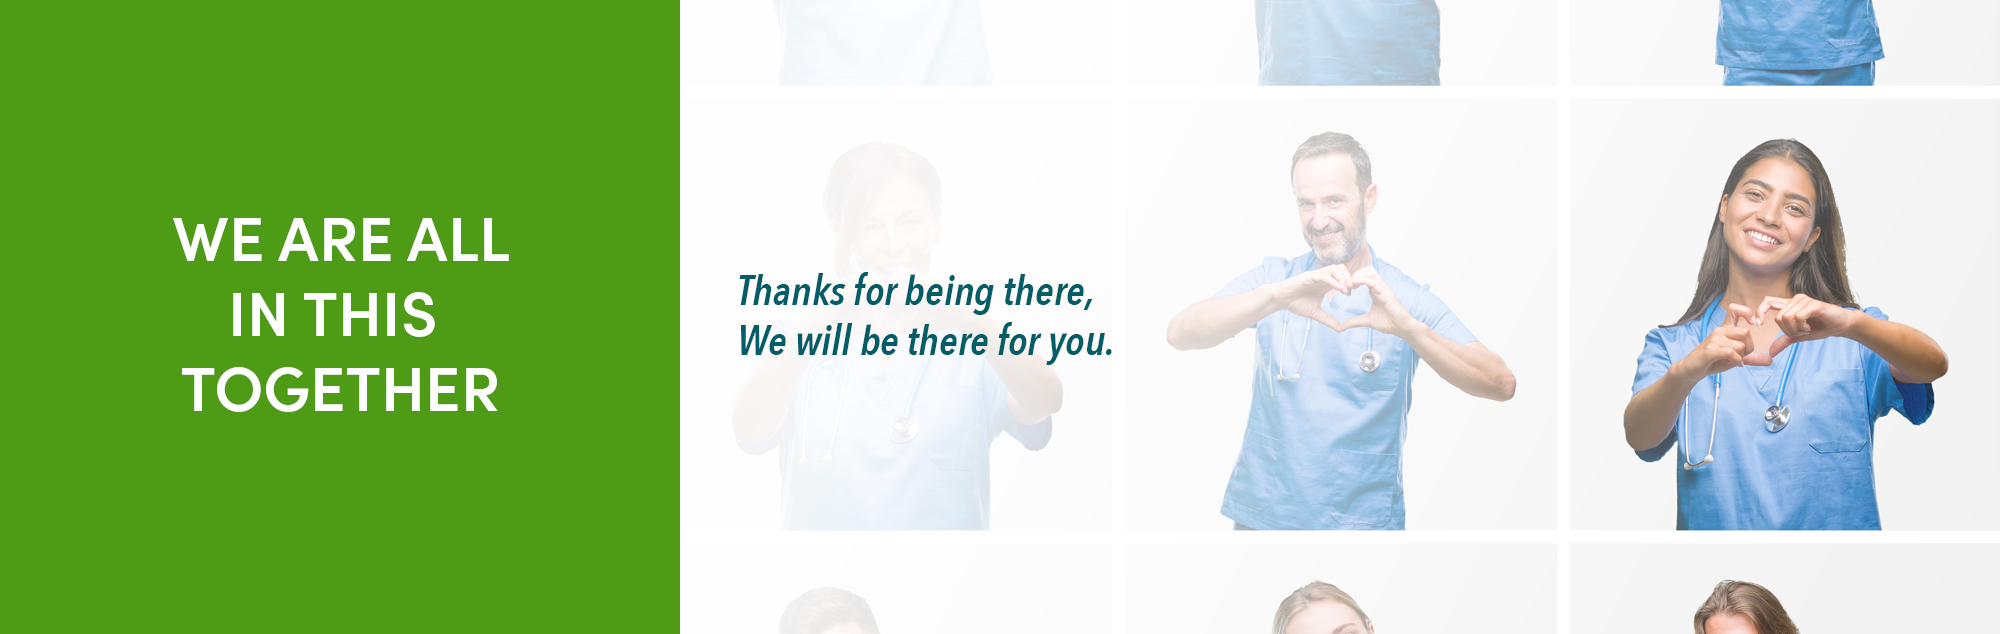 WE ARE ALL
IN THIS
TOGETHER
Thanks for being there,
We will be there for you.